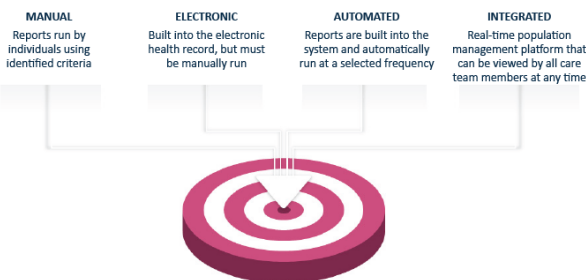 MANUAL
Reports run by
individuals using
identified criteria
ELECTRONIC
Built into the electronic
health record, but must
be manually run
AUTOMATED
Reports are built into the
system and automatically
run at a selected frequency
INTEGRATED
Real-time population
management platform that
can be viewed by all care
team members at any time